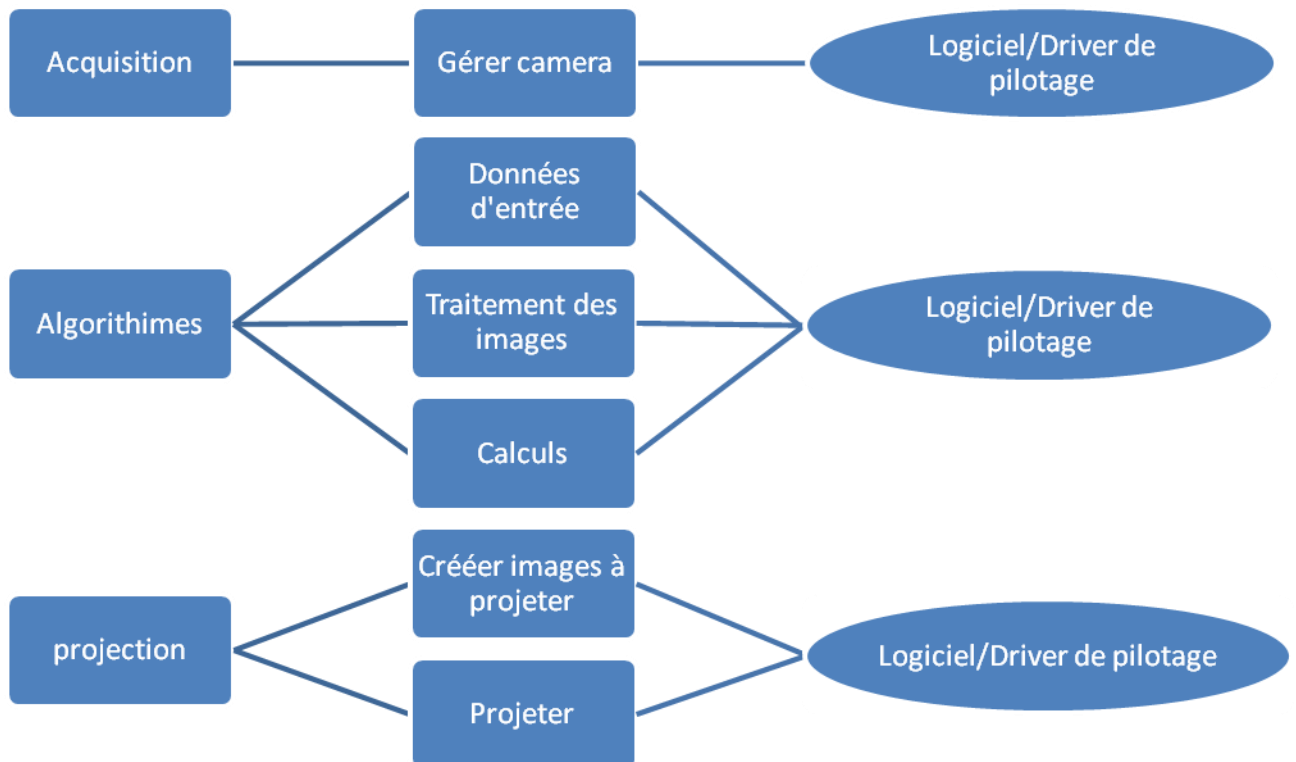 Acquisition
Gérer camera
Logiciel/Driver de
pilotage
Données
d'entrée
Algorithimes
Traitement des
images
Logiciel/Driver de
pilotage
Calculs
Crééer images à
projeter
projection
Logiciel/Driver de pilotage
Projeter